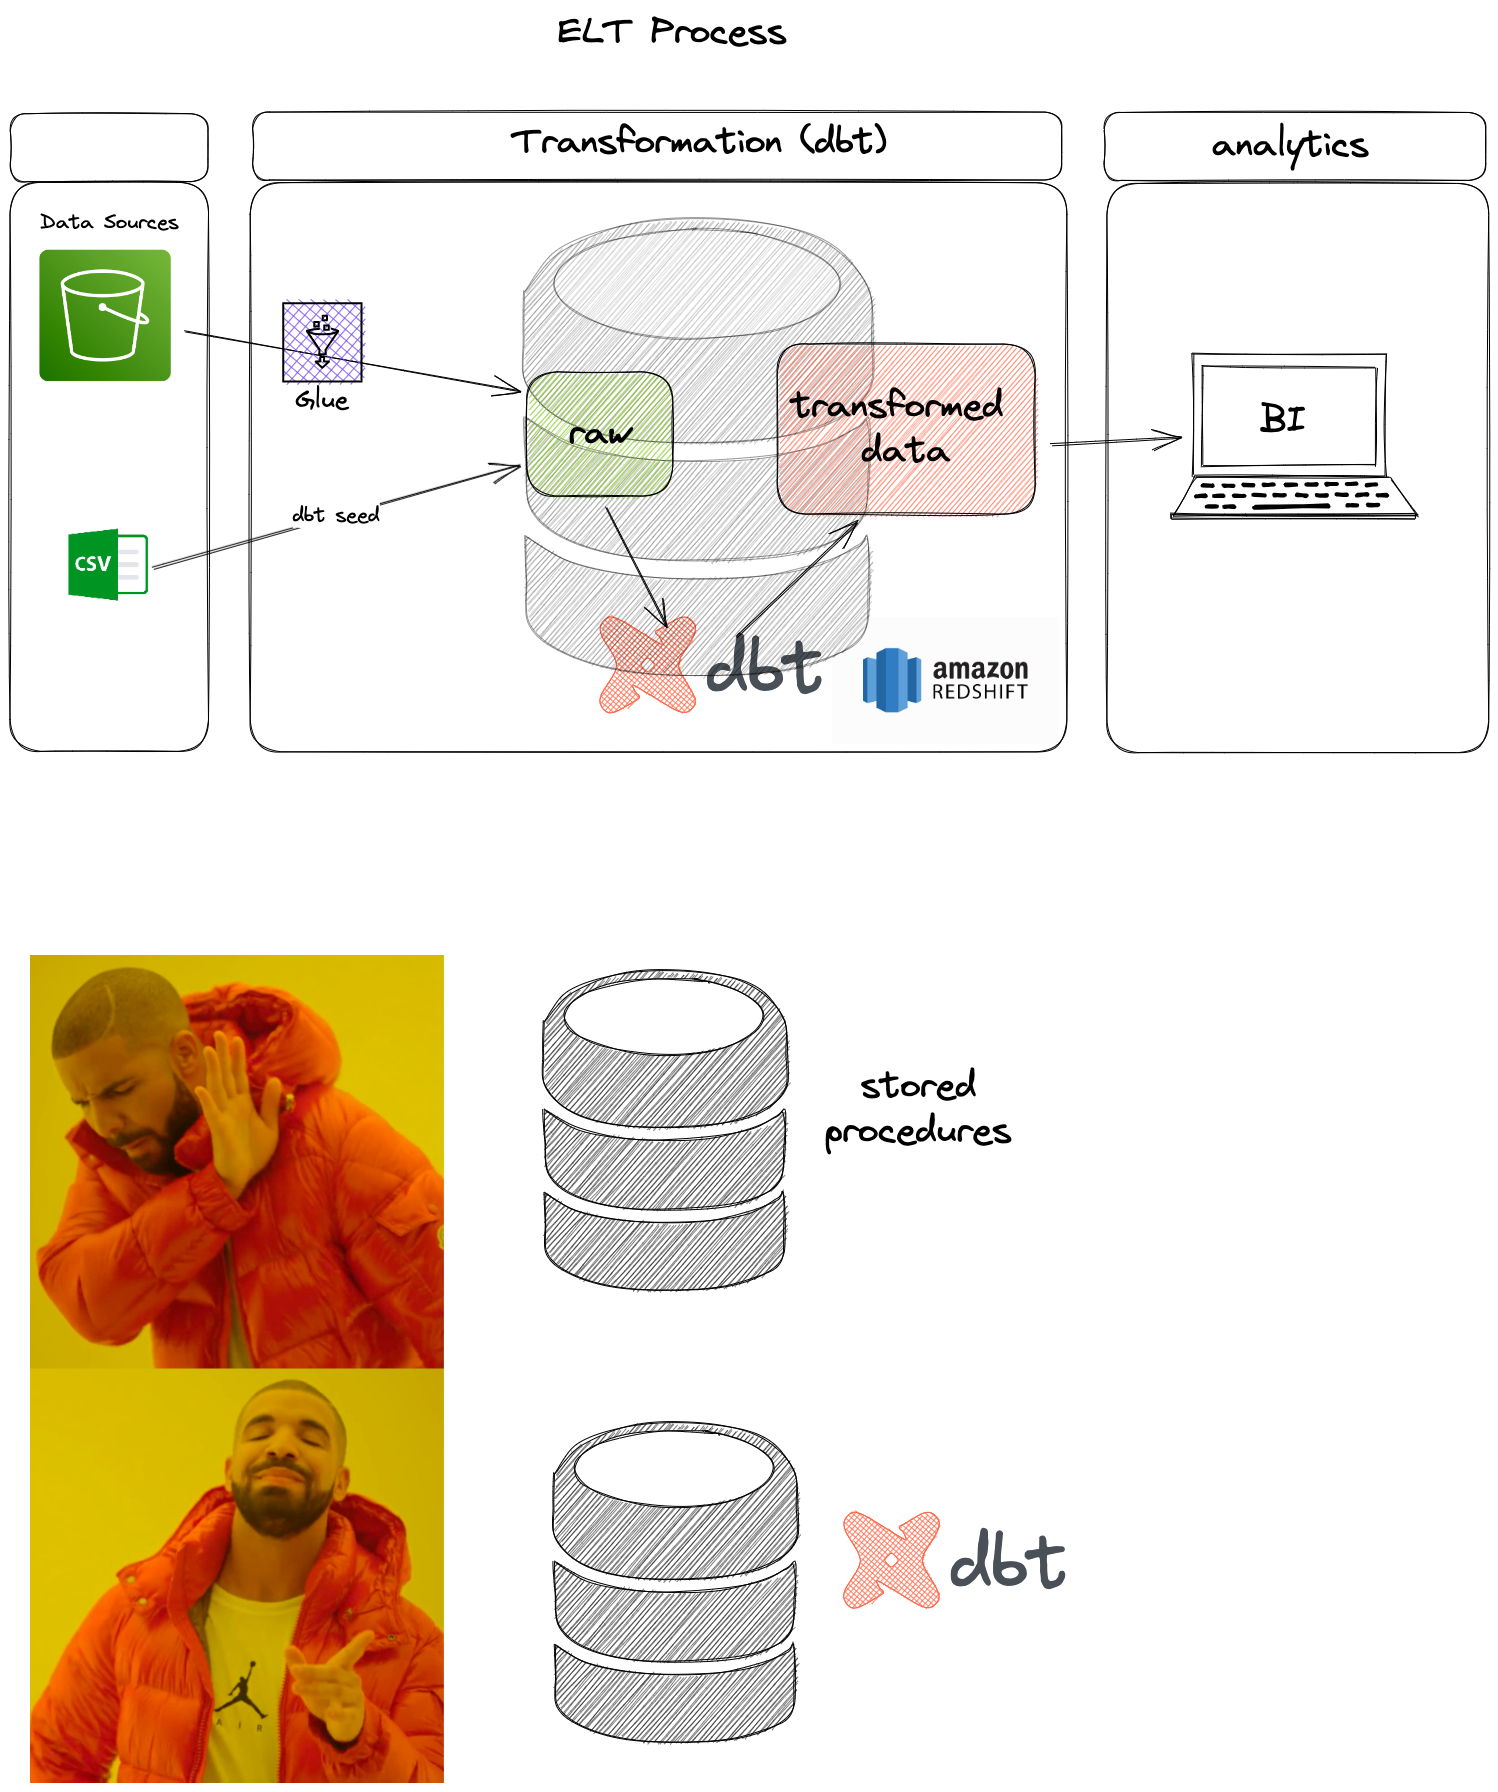 ELT Process
Transformation (dbt)
analytics
Data Sources
Glue
raw
transformed
data
BI
dbt seed
CSV
dbt
amazon
REDSHIFT
stored
procedures
dbt
AIR